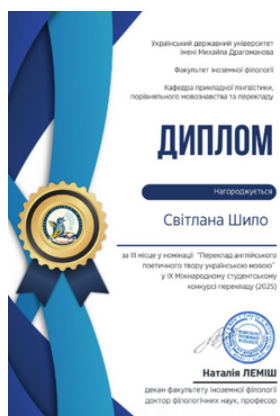 Український державний університет
імені Михайла Драгоманова
Факультет іноземної філології
Кафедра прикладної лінгвістики,
порівняльного мовознавства та перекладу
ДИПЛОМ
Нагороджується
Світлана Шило
за ІІІ місце у номінації "Переклад англійського
поетичного твору українською мовою"
у ІХ Міжнародному студентському
конкурсі перекладу (2025)
Наталія ЛЕМІШ
декан факультету іноземної філології
доктор філологічних наук, професор